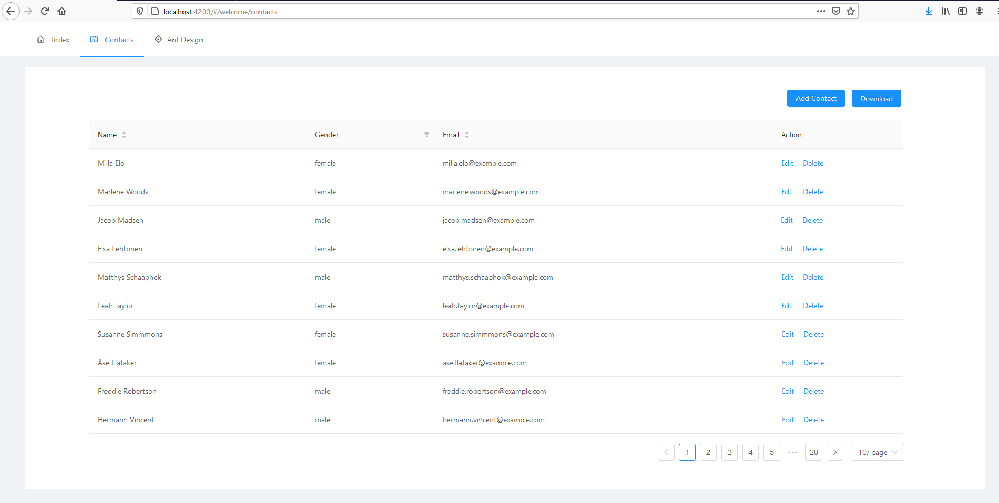 localhost:4200/#/welcome/contacts
Index Contacts Ant Design
Add Contact Download
Name Gender Email Action
Milla Elo female milla.elo@example.com Edit Delete
Marlene Woods female marlene.woods@example.com Edit Delete
Jacob Madsen male jacob.madsen@example.com Edit Delete
Elsa Lehtonen female elsa.lehtonen@example.com Edit Delete
Matthys Schaaphok male matthys.schaaphok@example.com Edit Delete
Leah Taylor female leah.taylor@example.com Edit Delete
Susanne Simmmons female susanne.simmmons@example.com Edit Delete
Åse Flataker female ase.flataker@example.com Edit Delete
Freddie Robertson male freddie.robertson@example.com Edit Delete
Hermann Vincent male hermann.vincent@example.com Edit Delete
< 1 2 3 4 5 ••• 20 > 10/ page